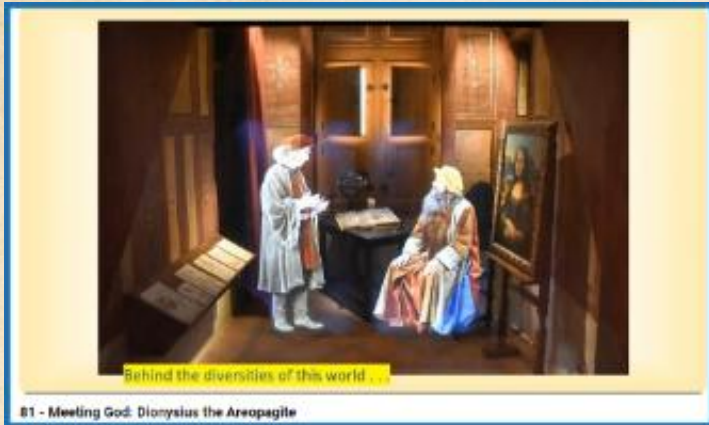 Behind the diversities of this world . . .
81 - Meeting God: Dionysius the Areopagite